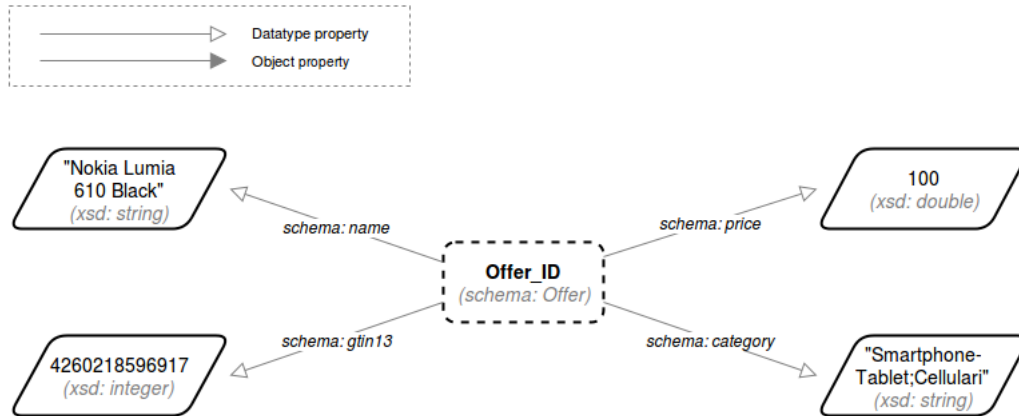 Datatype property
Object property
"Nokia Lumia
610 Black"
(xsd: string)
100
(xsd: double)
schema: name
schema: price
Offer_ID
(schema: Offer)
schema: gtin13
schema: category
4260218596917
(xsd: integer)
"Smartphone-
Tablet;Cellulari"
(xsd: string)